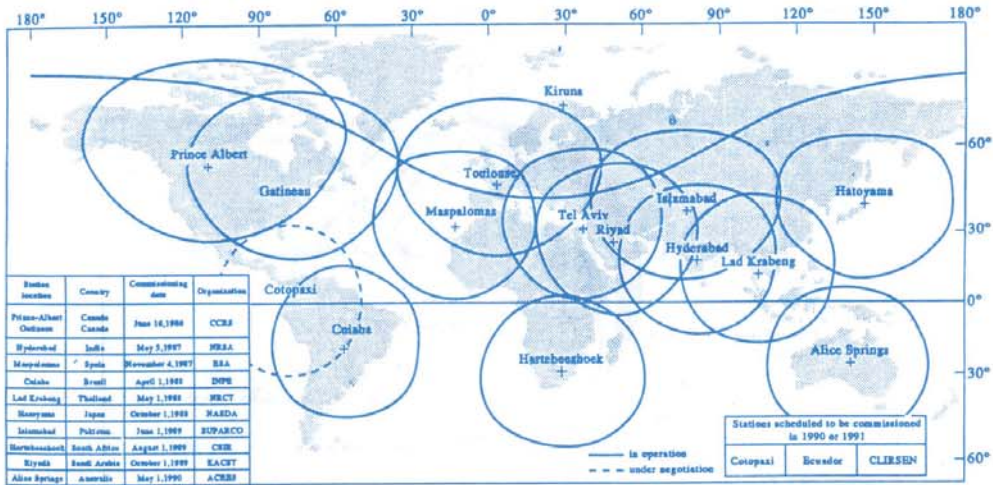 180° 150° 120° 90° 60° 30° 0° 30° 60° 90° 120° 150° 180°
Kiruna
θ
60°
Prince Albert
Toulouse
Gatineau
Islamabad
Hatoyama
Maspalomas
Tel Aviv
30°
Riyad
Hyderabad
Lad Krabeng
Cotopaxi
0°
Cuiaba
Hartebeeshoek
Alice Springs
30°
60°
Station location Country Commissioning date Organization
Prince-Albert Canada
Gatineau Canada June 16,1986 CCRS
Hyderabad India May 5,1987 NRSA
Maspalomas Spain November 4,1987 ESA
Cuiaba Brazil April 1,1988 INPE
Lad Krabeng Thailand May 1,1988 NRCT
Japan October 1,1988 NASDA
Islamabad Pakistan June 1,1989 SUPARCO
South Africa August 1,1989 CSIR
Saudi Arabia October 1,1989 KACST
Alice Springs Australia May 1,1990 ACRES
in operation
under negotiation
Statines scheduled to be commissioned
in 1990 or 1991
Cotopaxi Ecuador CLIRSEN